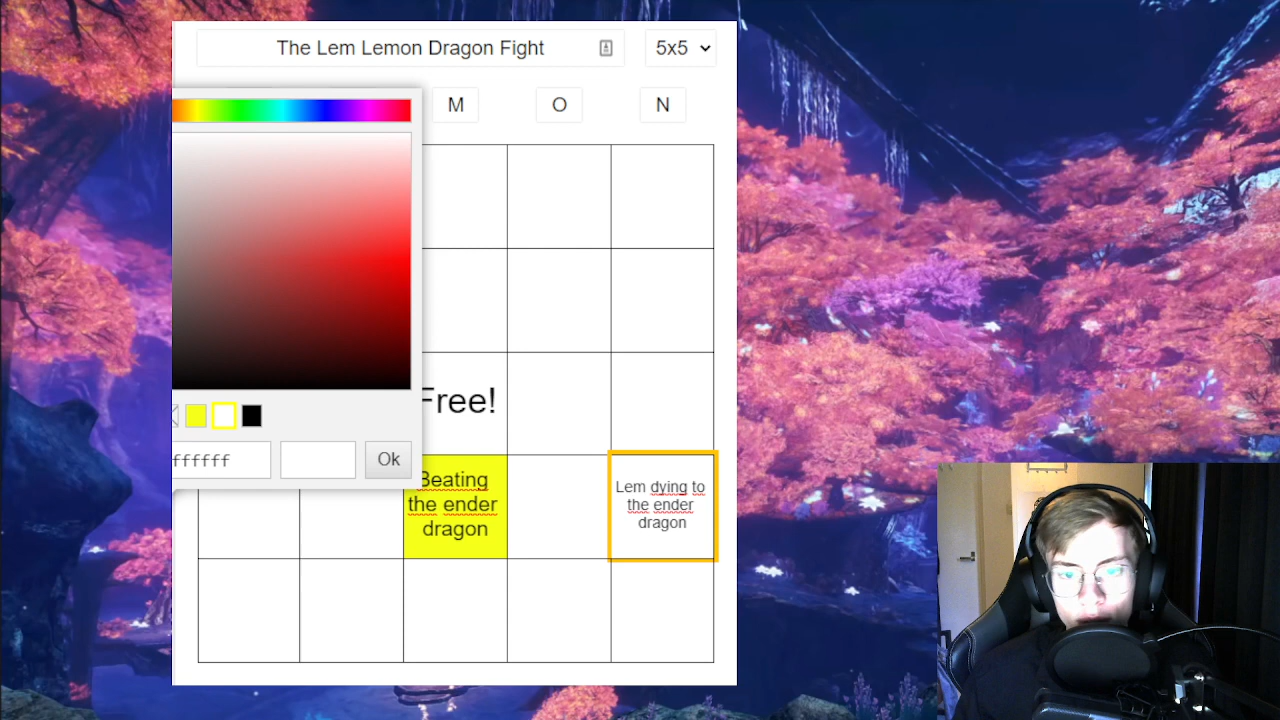 The Lem Lemon Dragon Fight
5x5
M O N
Free!
ffffff
Ok
Beating
the ender
dragon
Lem dying to
the ender
dragon